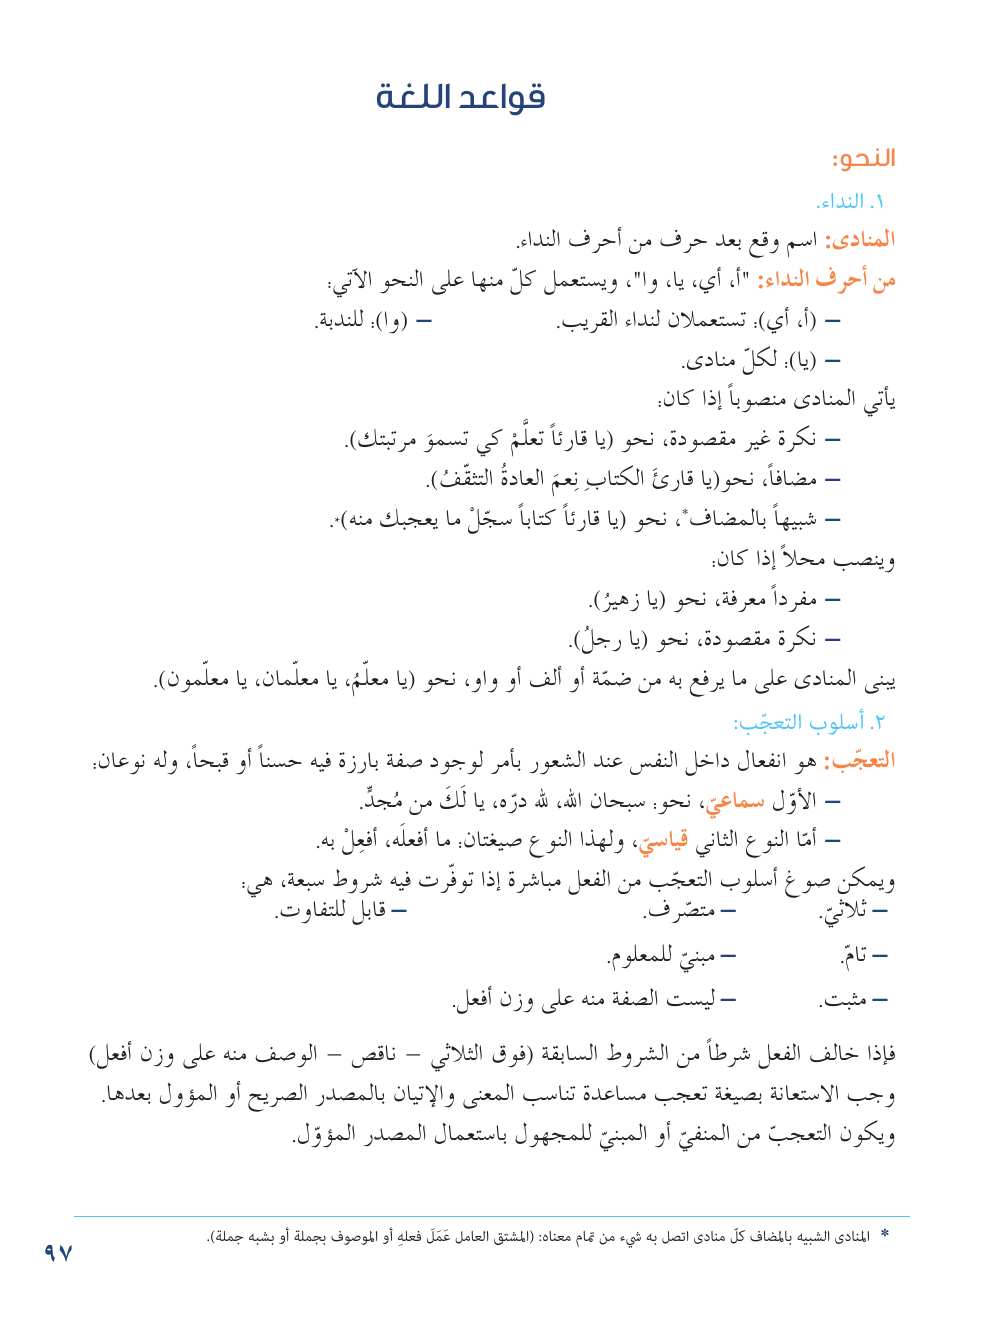 قواعد اللغة
النحو:
١. النداء.
المنادى: اسم وقع بعد حرف من أحرف النداء.
من أحرف النداء: "أ، أي، يا، وا"، ويستعمل كلّ منها على النحو الآتي:
– (أ، أي): تستعملان لنداء القريب. – (وا): للندبة.
– (يا): لكلّ منادى.
يأتي المنادى منصوباً إذا كان:
– نكرة غير مقصودة، نحو (يا قارئاً تعلَّمْ كي تسموَ مرتبتك).
– مضافاً، نحو(يا قارئَ الكتابِ نِعمَ العادةُ التثقّفُ).
– شبيهاً بالمضاف*، نحو (يا قارئاً كتاباً سجّلْ ما يعجبك منه)*.
وينصب محلاً إذا كان:
– مفرداً معرفة، نحو (يا زهيرُ).
– نكرة مقصودة، نحو (يا رجلُ).
يبنى المنادى على ما يرفع به من ضمّة أو ألف أو واو، نحو (يا معلّمُ، يا معلّمان، يا معلّمون).
٢. أسلوب التعجّب:
التعجّب: هو انفعال داخل النفس عند الشعور بأمر لوجود صفة بارزة فيه حسناً أو قبحاً، وله نوعان:
– الأوّل سماعيّ، نحو: سبحان الله، لله درّه، يا لَكَ من مُجدٍّ.
– أمّا النوع الثاني قياسيّ، ولهذا النوع صيغتان: ما أفعلَه، أفعِلْ به.
ويمكن صوغ أسلوب التعجّب من الفعل مباشرة إذا توفّرت فيه شروط سبعة، هي:
– ثلاثيّ. – متصّرف. – قابل للتفاوت.
– تامّ. – مبنيّ للمعلوم.
– مثبت. – ليست الصفة منه على وزن أفعل.
فإذا خالف الفعل شرطاً من الشروط السابقة (فوق الثلاثي – ناقص – الوصف منه على وزن أفعل)
وجب الاستعانة بصيغة تعجب مساعدة تناسب المعنى والإتيان بالمصدر الصريح أو المؤول بعدها.
ويكون التعجبّ من المنفيّ أو المبنيّ للمجهول باستعمال المصدر المؤوّل.
* المنادى الشبيه بالمضاف كلّ منادى اتصل به شيء من تمام معناه: (المشتق العامل عَمَلَ فعلهِ أو الموصوف بجملة أو بشبه جملة).
٩٧